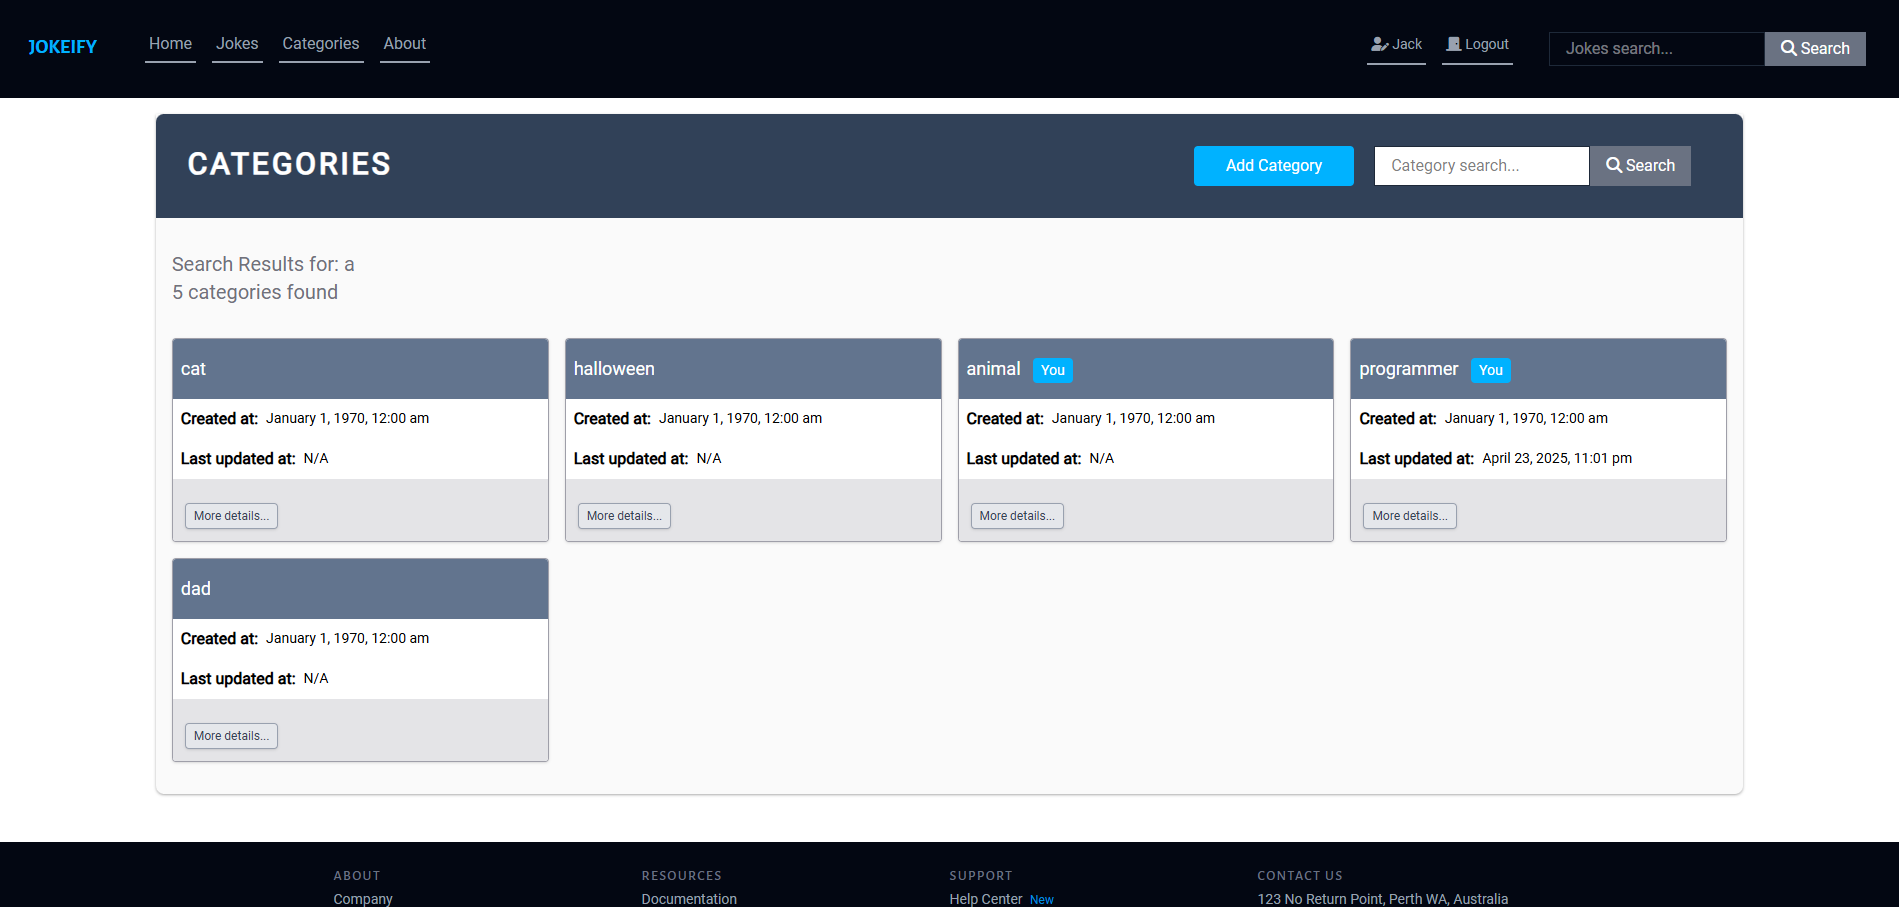 JOKEIFY
Home Jokes Categories About
Jack Logout
Jokes search... Search
CATEGORIES
Add Category
Category search... Search
Search Results for: a
5 categories found
cat
Created at: January 1, 1970, 12:00 am
Last updated at: N/A
More details...
halloween
Created at: January 1, 1970, 12:00 am
Last updated at: N/A
More details...
animal You
Created at: January 1, 1970, 12:00 am
Last updated at: N/A
More details...
programmer You
Created at: January 1, 1970, 12:00 am
Last updated at: April 23, 2025, 11:01 pm
More details...
dad
Created at: January 1, 1970, 12:00 am
Last updated at: N/A
More details...
ABOUT
Company
RESOURCES
Documentation
SUPPORT
Help Center New
CONTACT US
123 No Return Point, Perth WA, Australia